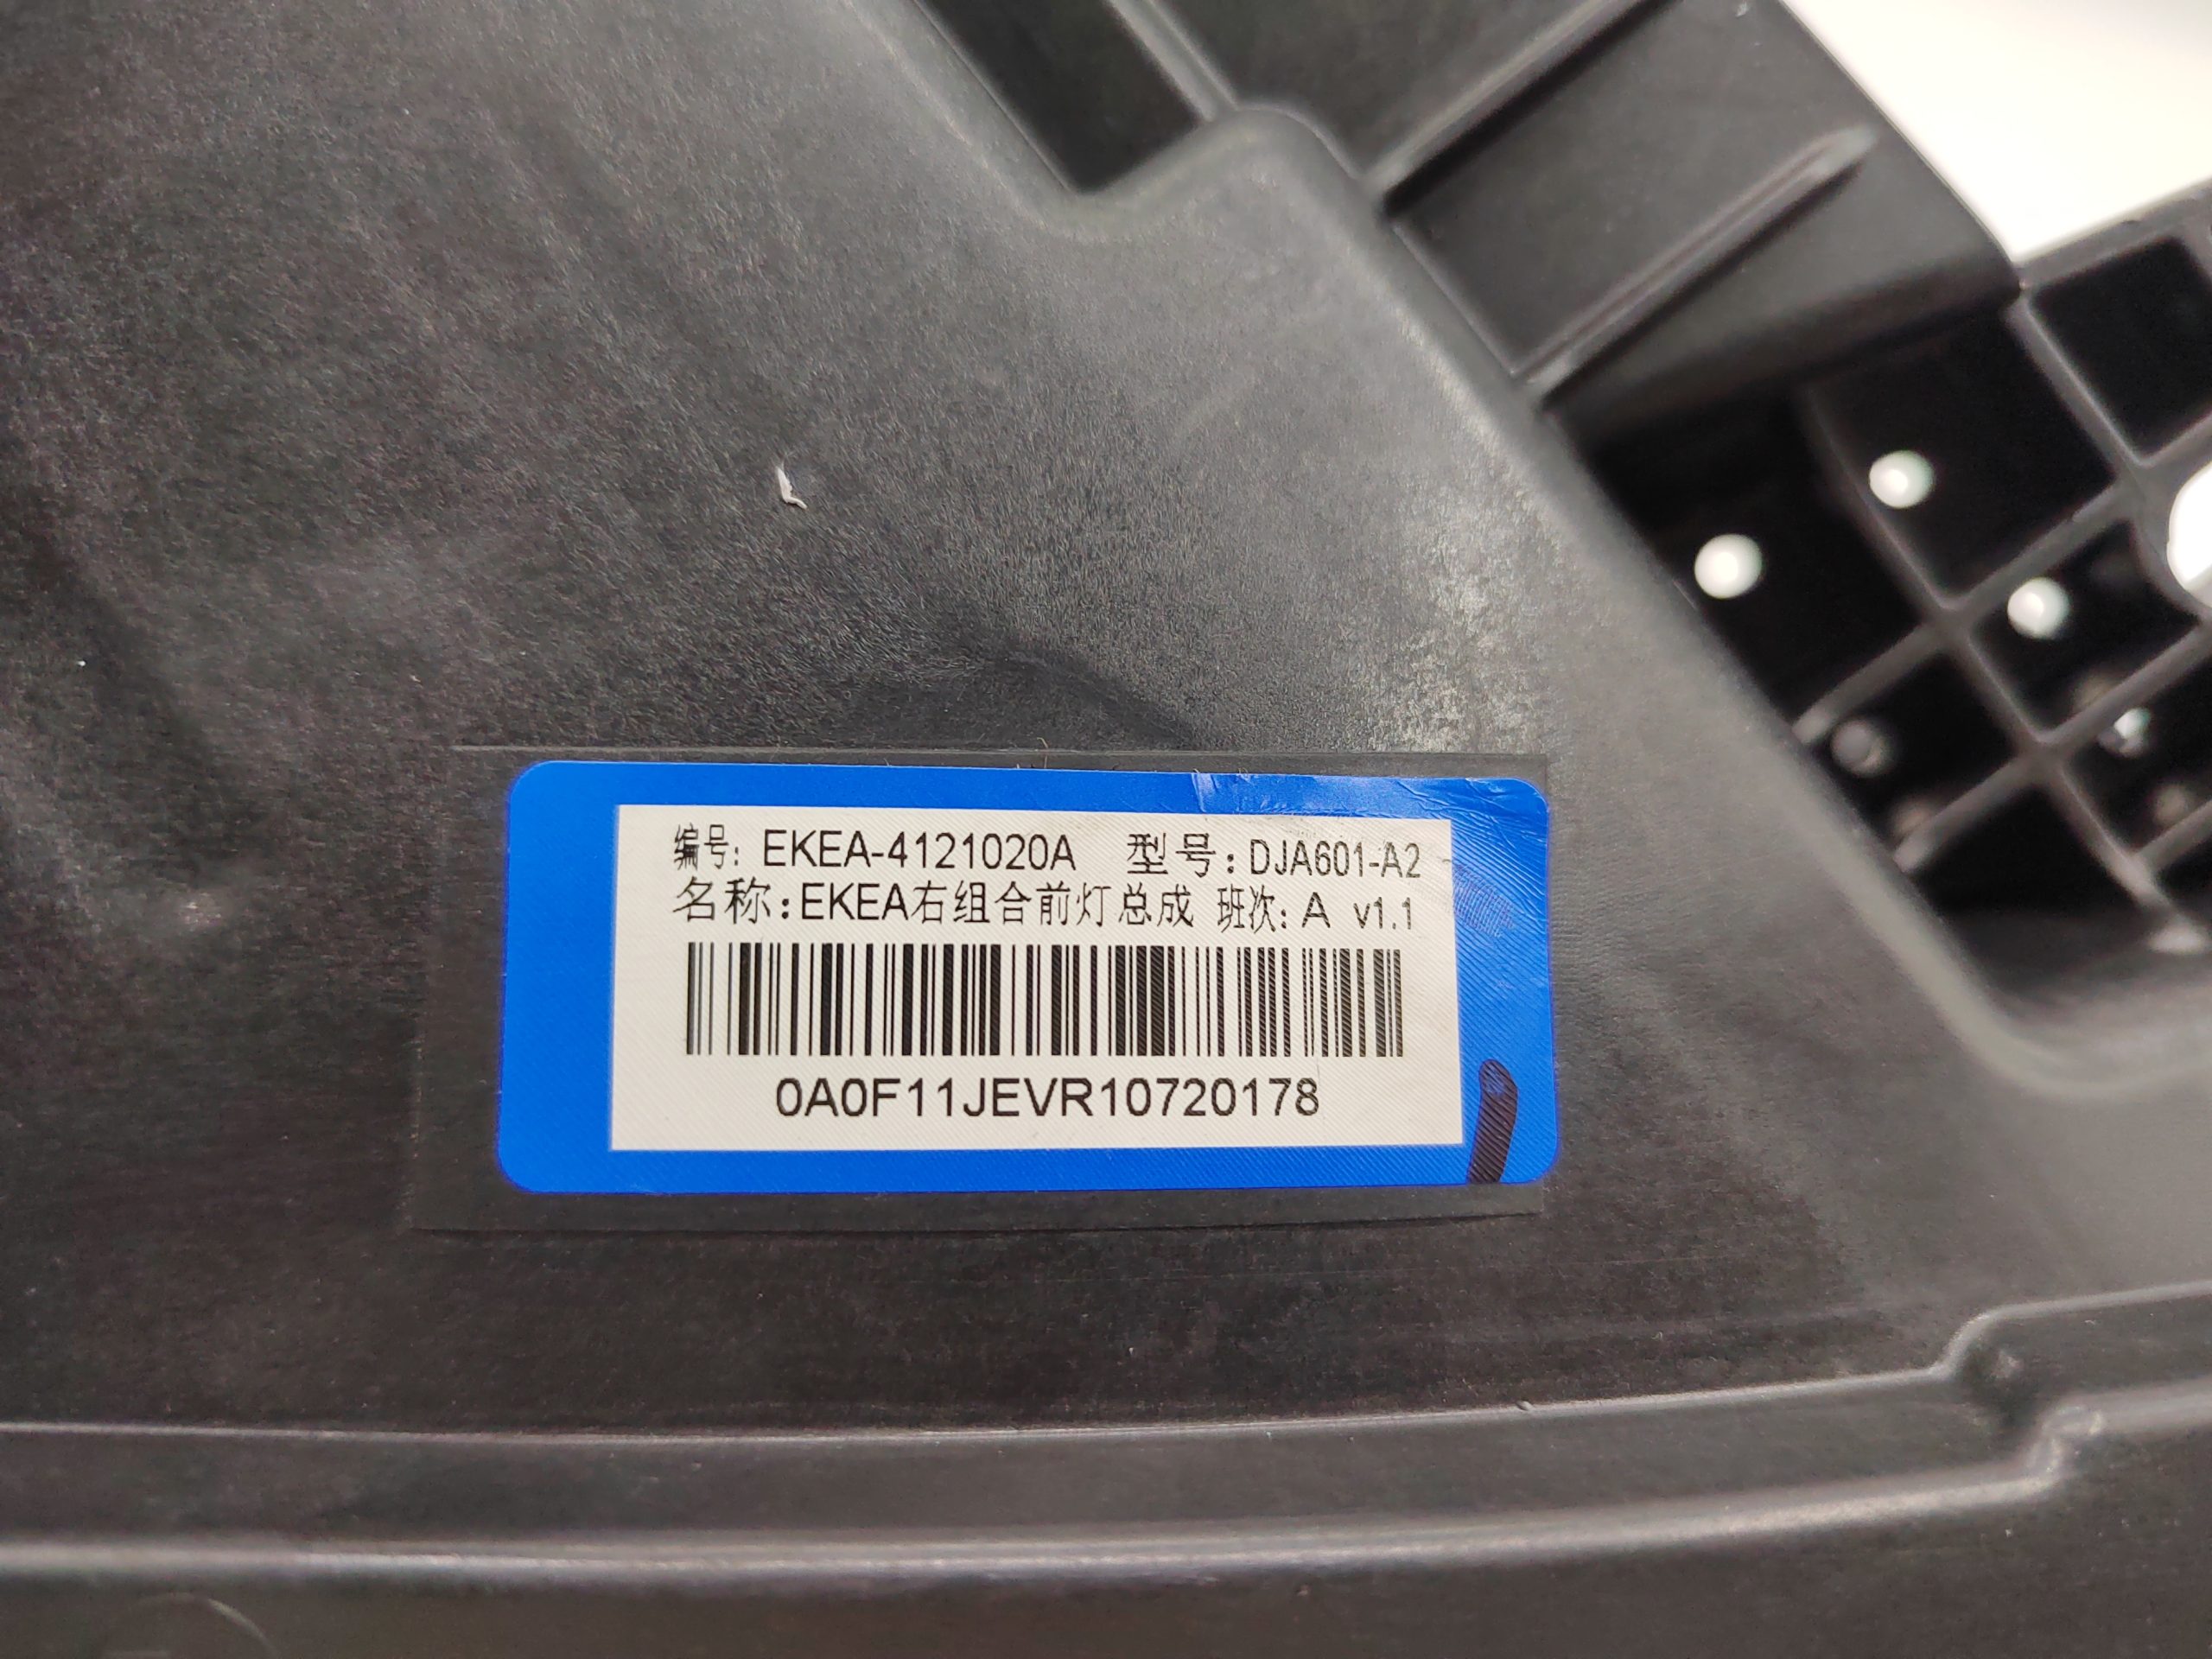 编号: EKEA-4121020A 型号: DJA601-A2
名称: EKEA右组合前灯总成 班次: A v1.1
0A0F11JEVR10720178